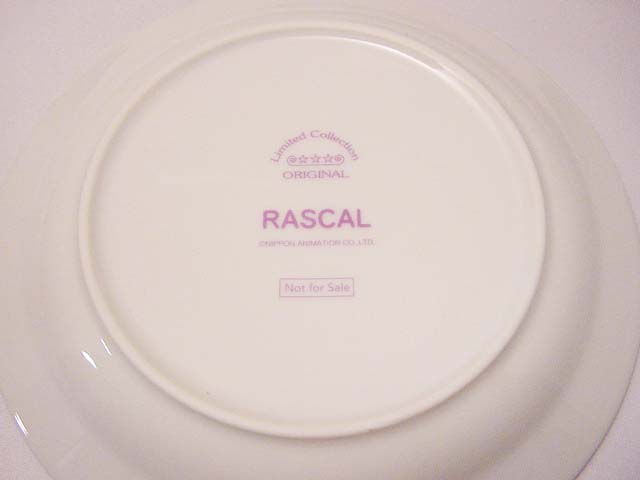 Limited Collection
☆☆☆
ORIGINAL
RASCAL
©NIPPON ANIMATION CO., LTD.
Not for Sale